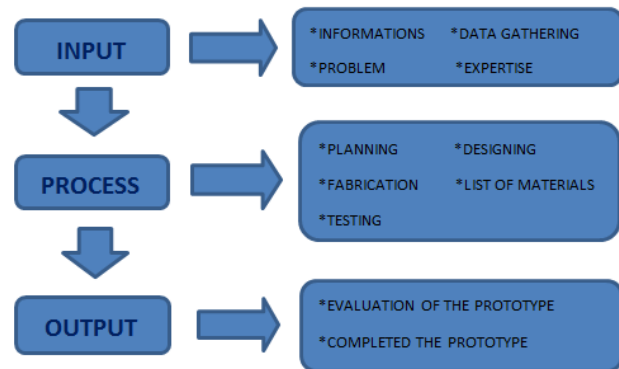 INPUT
*INFORMATIONS *DATA GATHERING
*PROBLEM *EXPERTISE
PROCESS
*PLANNING *DESIGNING
*FABRICATION *LIST OF MATERIALS
*TESTING
OUTPUT
*EVALUATION OF THE PROTOTYPE
*COMPLETED THE PROTOTYPE